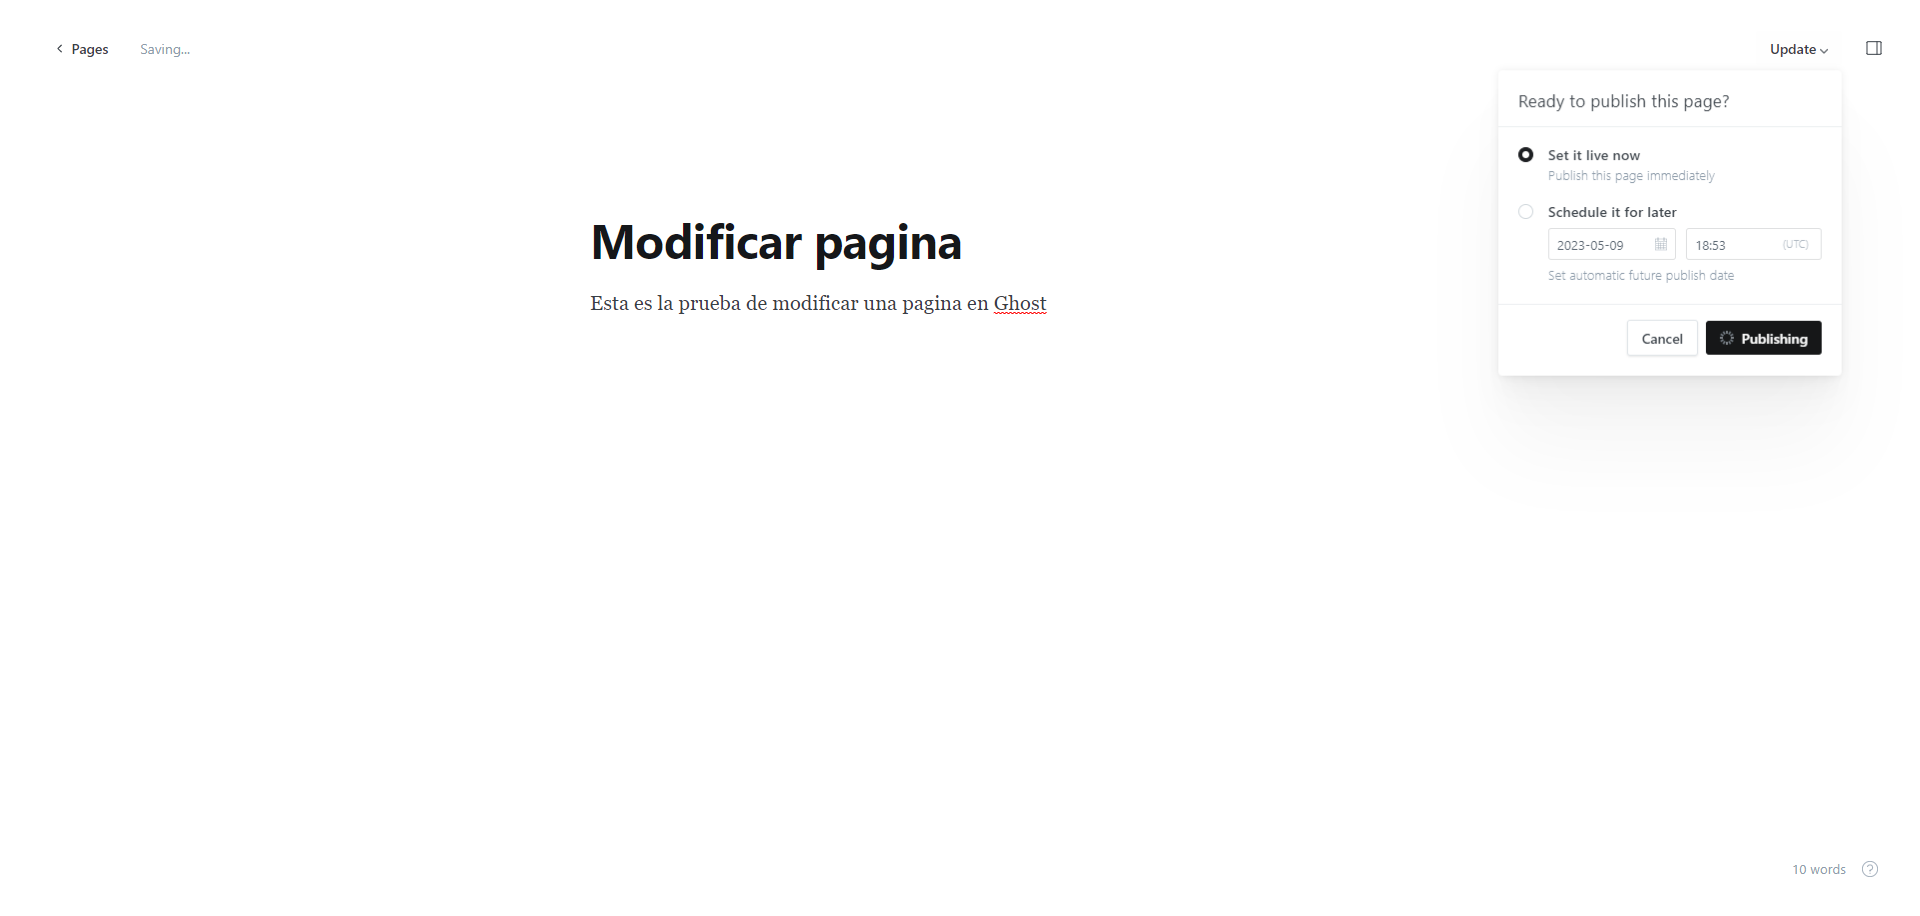 Pages
Saving...
Update
Ready to publish this page?
Set it live now
Publish this page immediately
Schedule it for later
2023-05-09
18:53 (UTC)
Set automatic future publish date
Cancel
Publishing
Modificar pagina
Esta es la prueba de modificar una pagina en Ghost
10 words
?